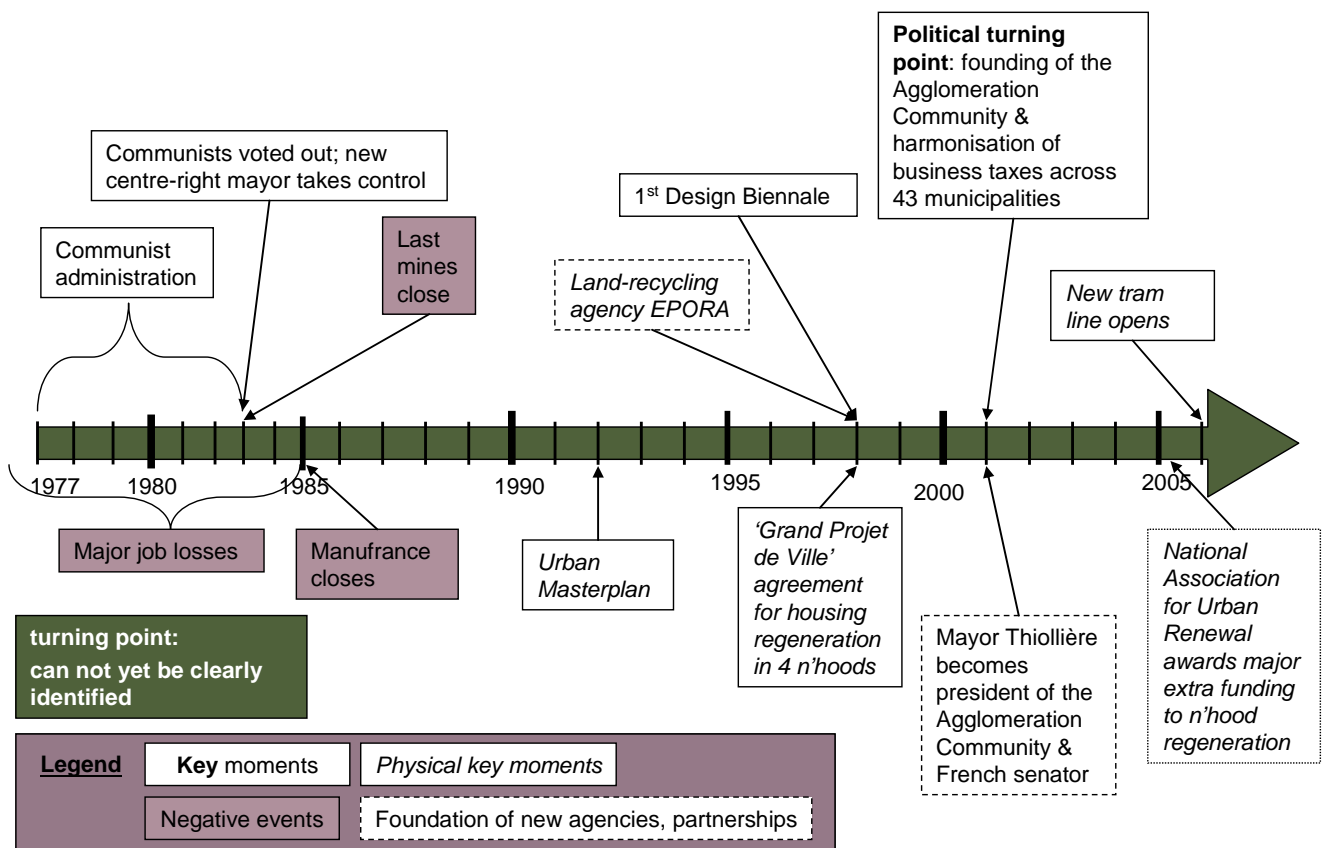 Political turning
point: founding of the
Agglomeration
Community &
harmonisation of
business taxes across
43 municipalities
Communists voted out; new
centre-right mayor takes control
1st Design Biennale
Communist
administration
Last
mines
close
Land-recycling
agency EPORA
New tram
line opens
1977
1980
1985
1990
1995
2000
2005
Major job losses
Manufrance
closes
Urban
Masterplan
‘Grand Projet
de Ville’
agreement
for housing
regeneration
in 4 n'hoods
Mayor Thiollière
becomes
president of the
Agglomeration
Community &
French senator
National
Association
for Urban
Renewal
awards major
extra funding
to n'hood
regeneration
turning point:
can not yet be clearly
identified
Legend
Key moments
Physical key moments
Negative events
Foundation of new agencies, partnerships